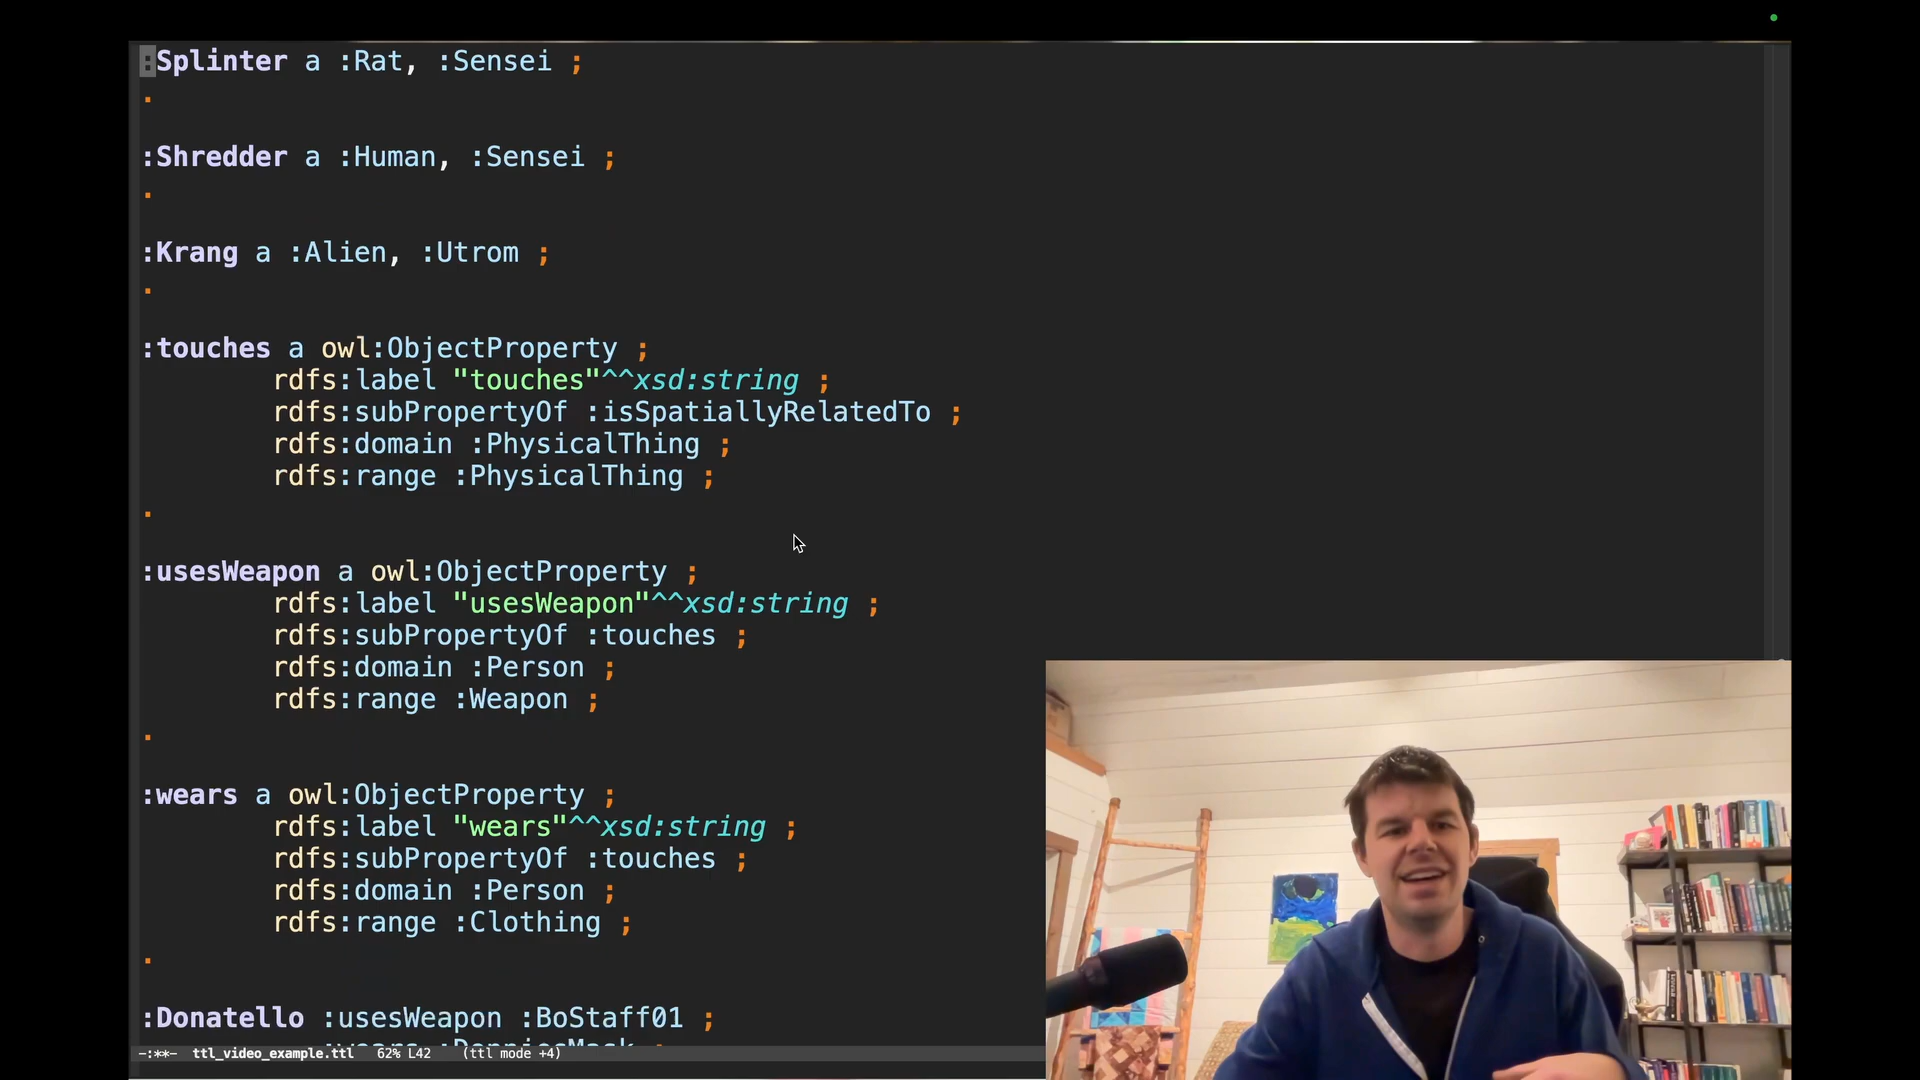 :Splinter a :Rat, :Sensei ;
.
:Shredder a :Human, :Sensei ;
.
:Krang a :Alien, :Utrom ;
.
:touches a owl:ObjectProperty ;
rdfs:label "touches"^^xsd:string ;
rdfs:subPropertyOf :isSpatiallyRelatedTo ;
rdfs:domain :PhysicalThing ;
rdfs:range :PhysicalThing ;
.
:usesWeapon a owl:ObjectProperty ;
rdfs:label "usesWeapon"^^xsd:string ;
rdfs:subPropertyOf :touches ;
rdfs:domain :Person ;
rdfs:range :Weapon ;
.
:wears a owl:ObjectProperty ;
rdfs:label "wears"^^xsd:string ;
rdfs:subPropertyOf :touches ;
rdfs:domain :Person ;
rdfs:range :Clothing ;
.
:Donatello :usesWeapon :BoStaff01 ;
-:**- ttl_video_example.ttl 62% L42 (ttl mode +4)